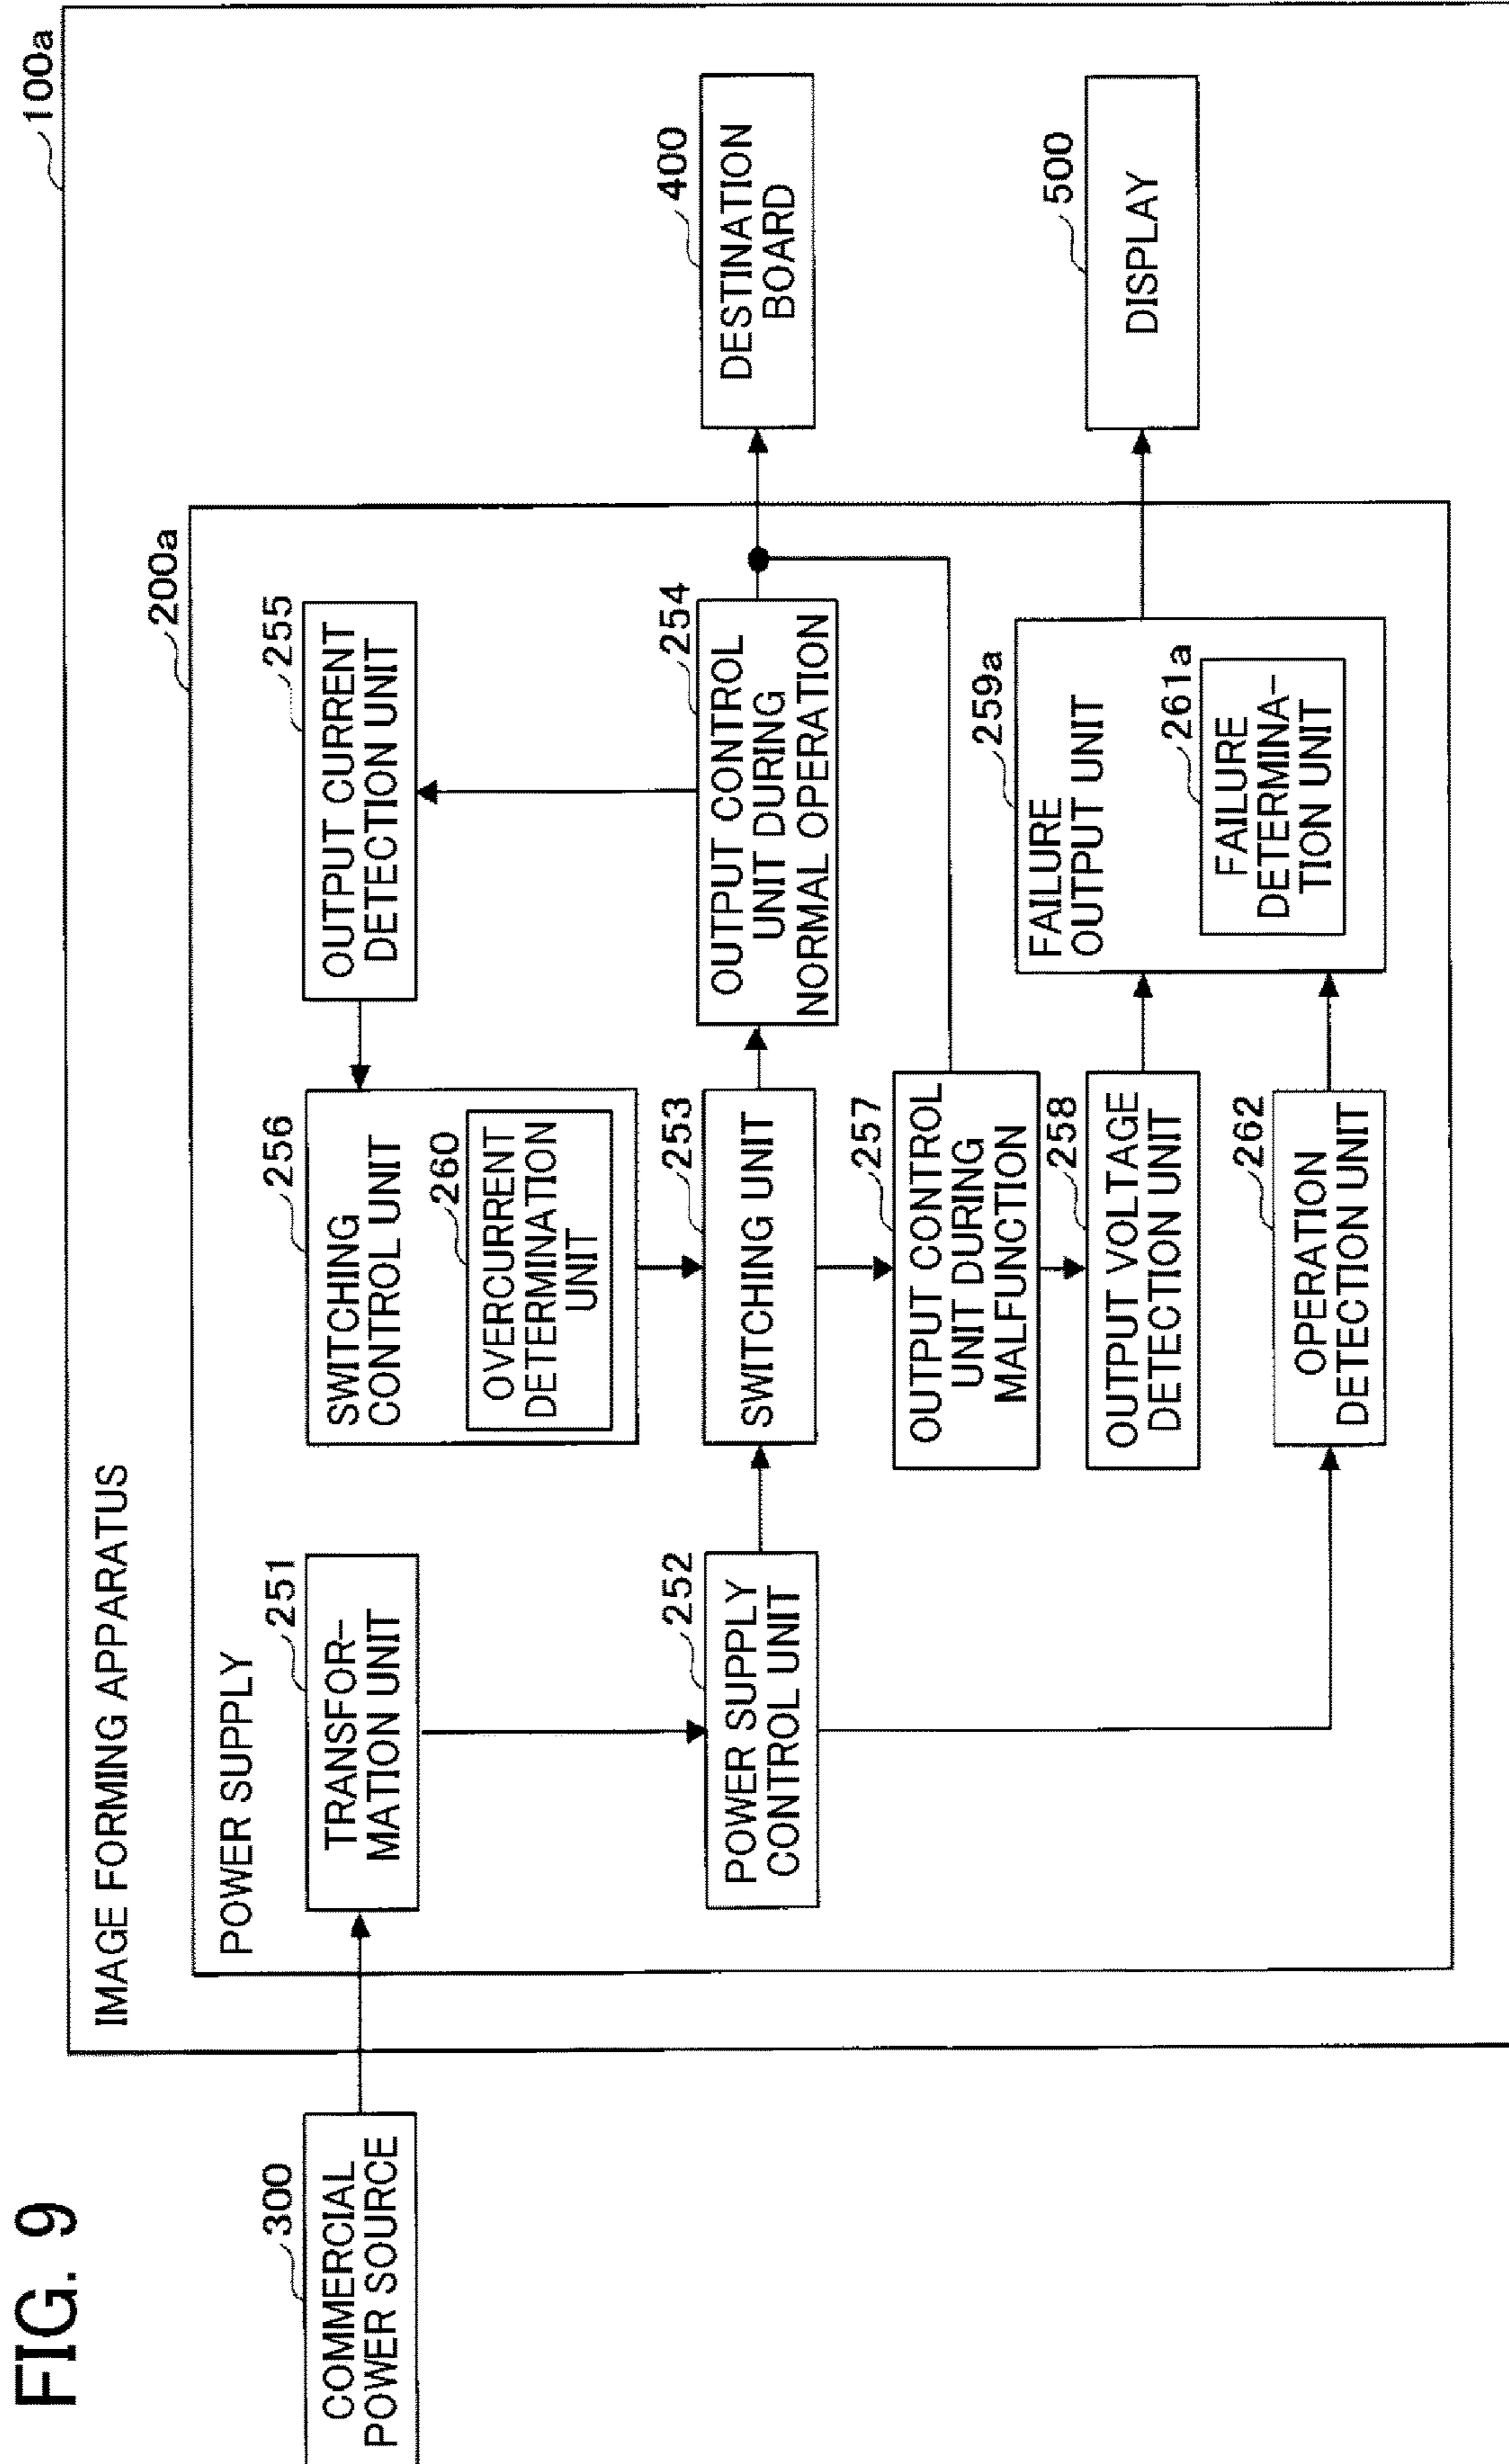 FIG. 9
100a
IMAGE FORMING APPARATUS
200a
POWER SUPPLY
300
COMMERCIAL
POWER SOURCE
251
TRANSFOR-
MATION UNIT
256
SWITCHING
CONTROL UNIT
260
OVERCURRENT
DETERMINATION
UNIT
255
OUTPUT CURRENT
DETECTION UNIT
252
POWER SUPPLY
CONTROL UNIT
253
SWITCHING UNIT
254
OUTPUT CONTROL
UNIT DURING
NORMAL OPERATION
400
DESTINATION
BOARD
257
OUTPUT CONTROL
UNIT DURING
MALFUNCTION
258
OUTPUT VOLTAGE
DETECTION UNIT
259a
FAILURE
OUTPUT UNIT
261a
FAILURE
DETERMINA-
TION UNIT
500
DISPLAY
262
OPERATION
DETECTION UNIT